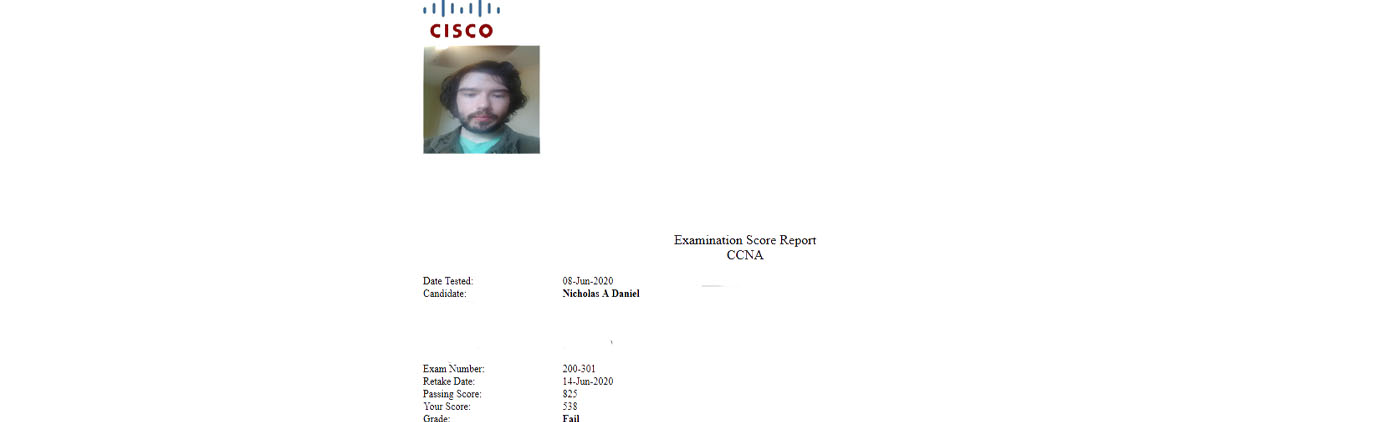 CISCO
Examination Score Report
CCNA
Date Tested: 08-Jun-2020
Candidate: Nicholas A Daniel
Exam Number: 200-301
Retake Date: 14-Jun-2020
Passing Score: 825
Your Score: 538
Grade: Fail